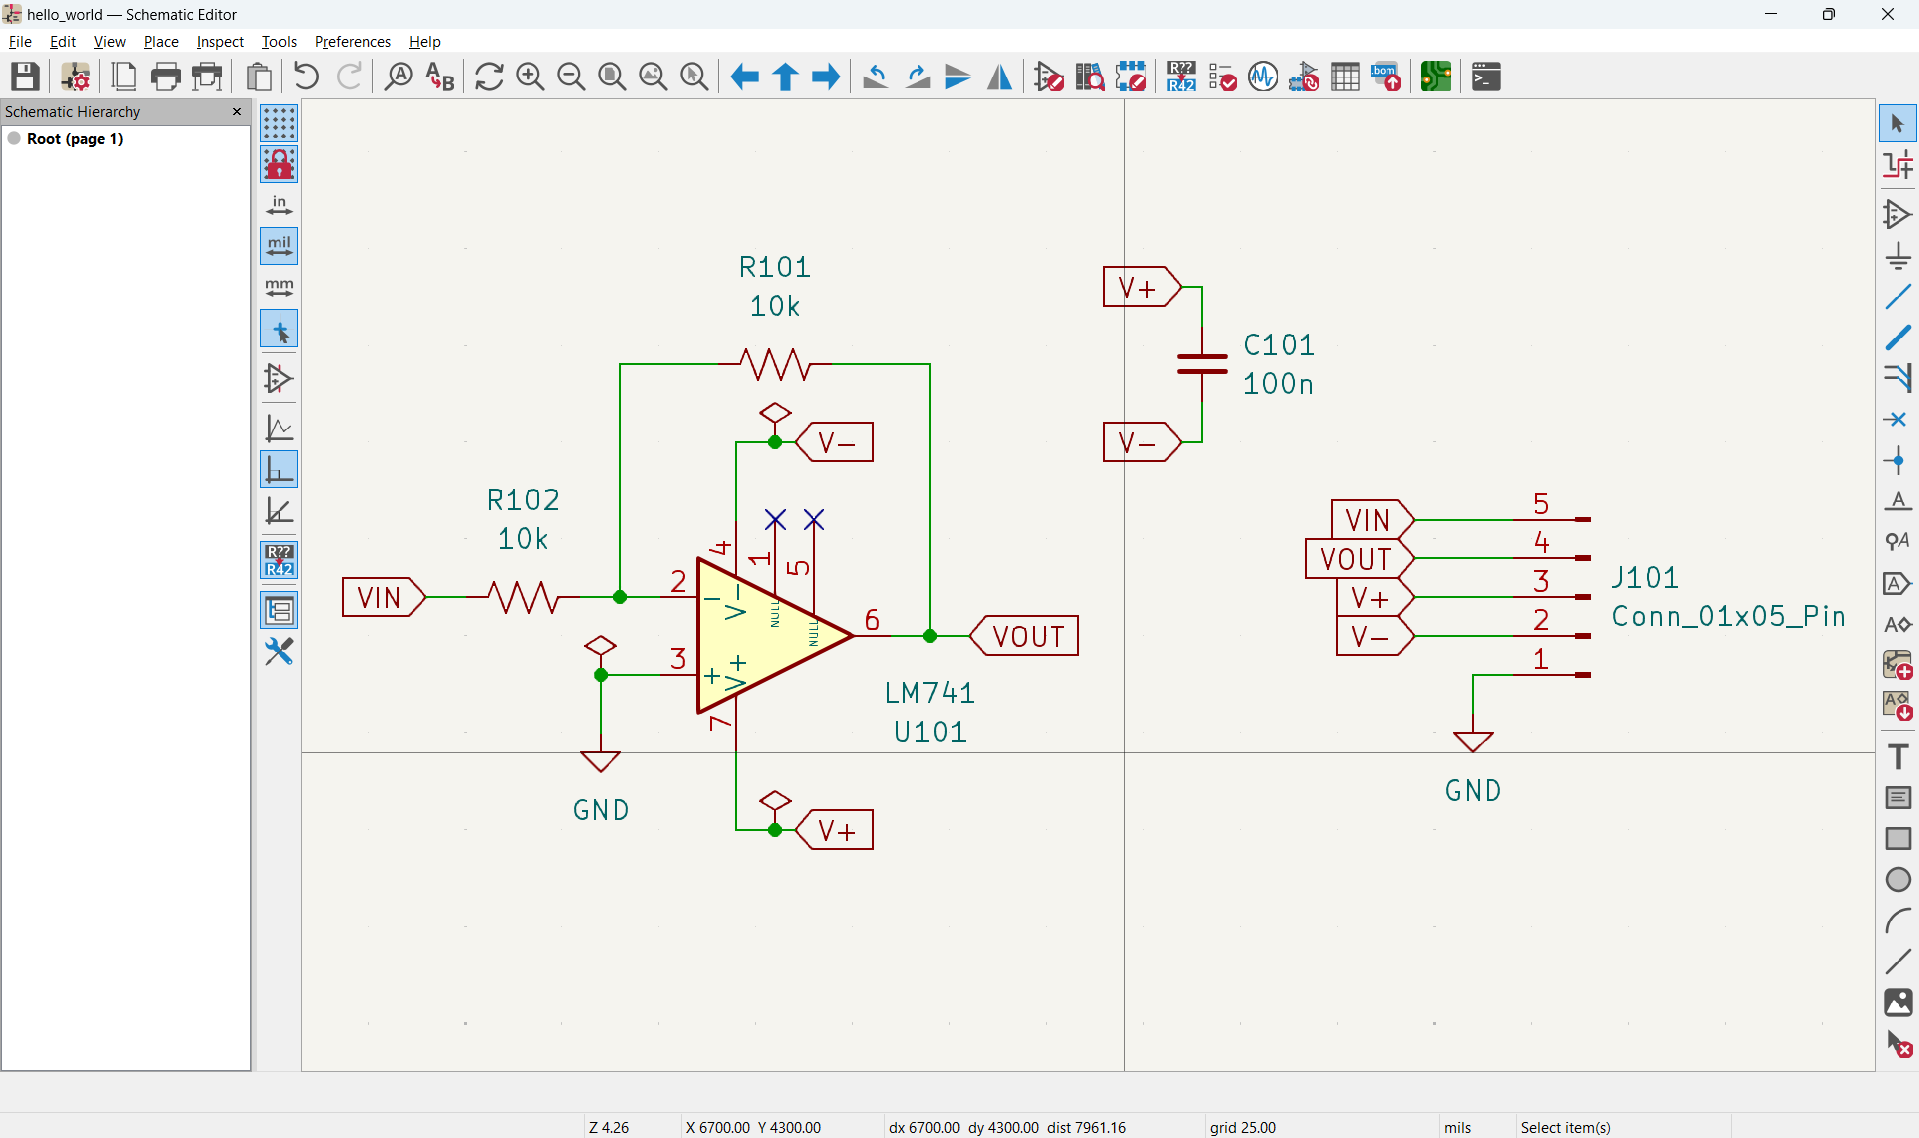 hello_world — Schematic Editor
File Edit View Place Inspect Tools Preferences Help
A
A B
R??
R42
.bom
>_
Schematic Hierarchy
Root (page 1)
in
mil
mm
R??
R42
R101
10k
V+
C101
100n
V-
V-
R102
10k
VIN
4
1
5
2
- V- NULL NULL
6
VOUT
3
+ V+
7
LM741
U101
GND
V+
VIN 5
VOUT 4
V+ 3
V- 2
1
J101
Conn_01x05_Pin
GND
A
A
A
A
A
T
Z 4.26 X 6700.00 Y 4300.00 dx 6700.00 dy 4300.00 dist 7961.16 grid 25.00 mils Select item(s)